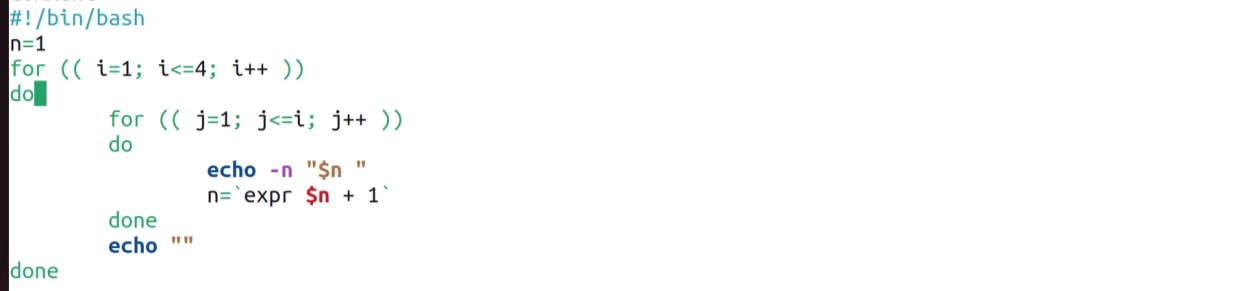 #!/bin/bash
n=1
for (( i=1; i<=4; i++ ))
do
        for (( j=1; j<=i; j++ ))
        do
                echo -n "$n "
                n=`expr $n + 1`
        done
        echo ""
done